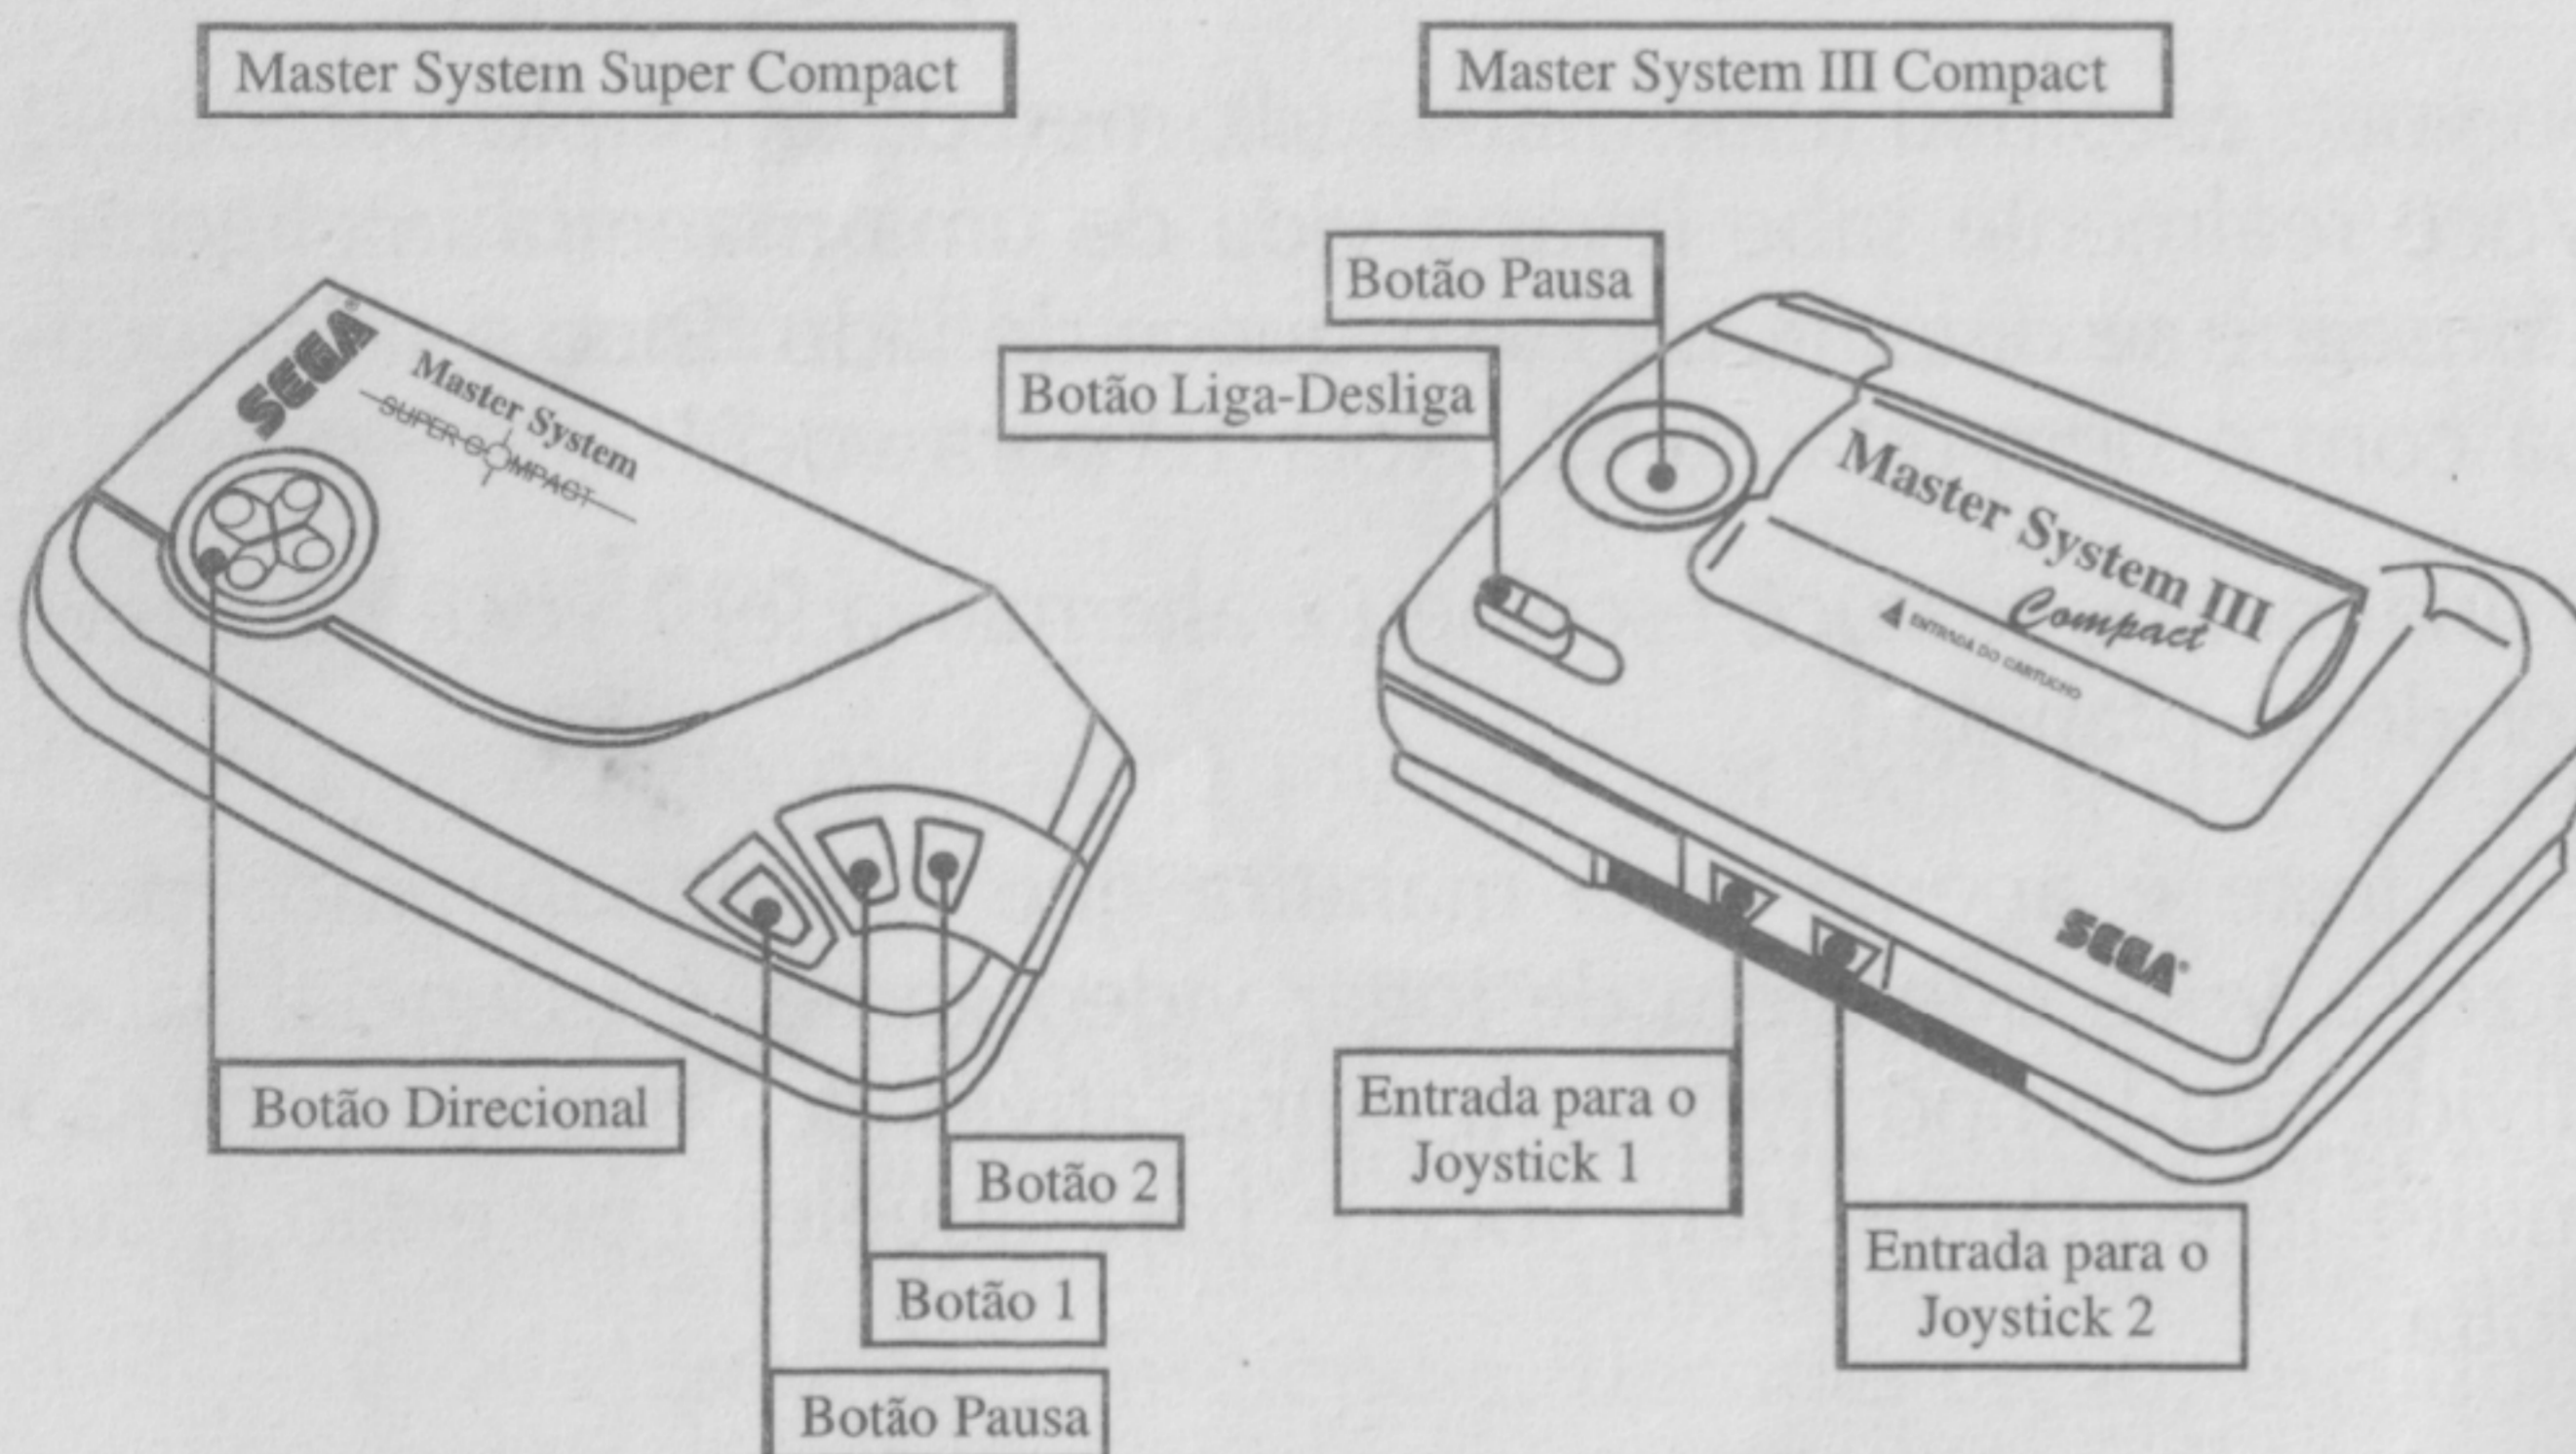 Master System Super Compact
Master System III Compact
Botão Pausa
Botão Liga-Desliga
SEGA®
Master System
SUPER COMPACT
Master System III
Compact
ENTRADA DO CARTUCHO
SEGA®
Botão Direcional
Botão 2
Botão 1
Botão Pausa
Entrada para o
Joystick 1
Entrada para o
Joystick 2